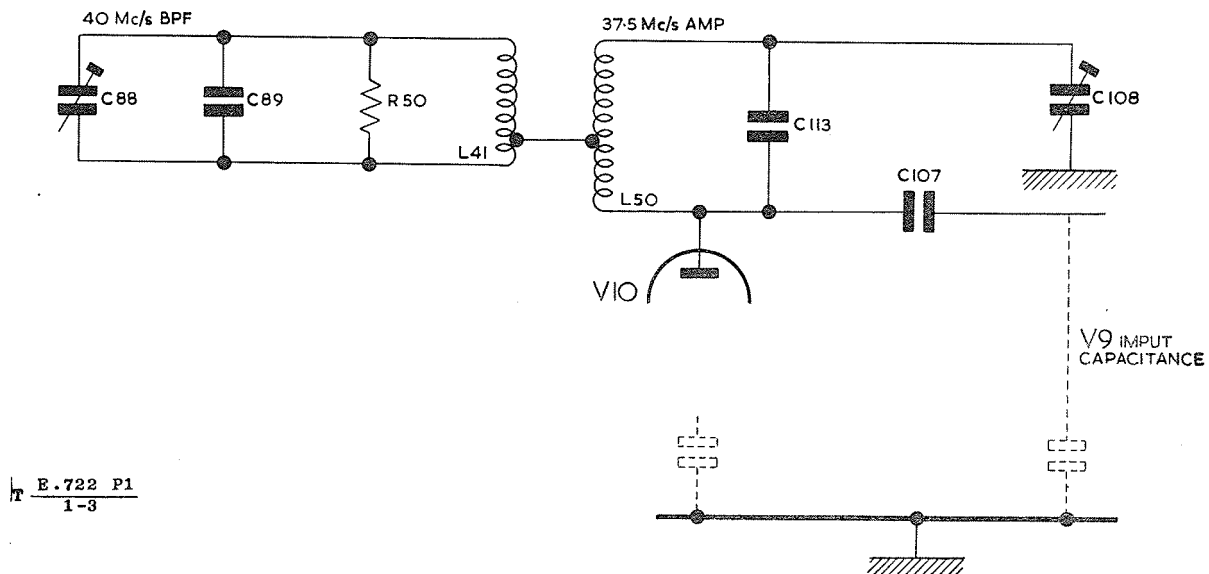 40 Mc/s BPF
37·5 Mc/s AMP
C88
C89
R50
L41
C113
C108
C107
L50
V10
V9 IMPUT
CAPACITANCE
T E.722 P1
1-3